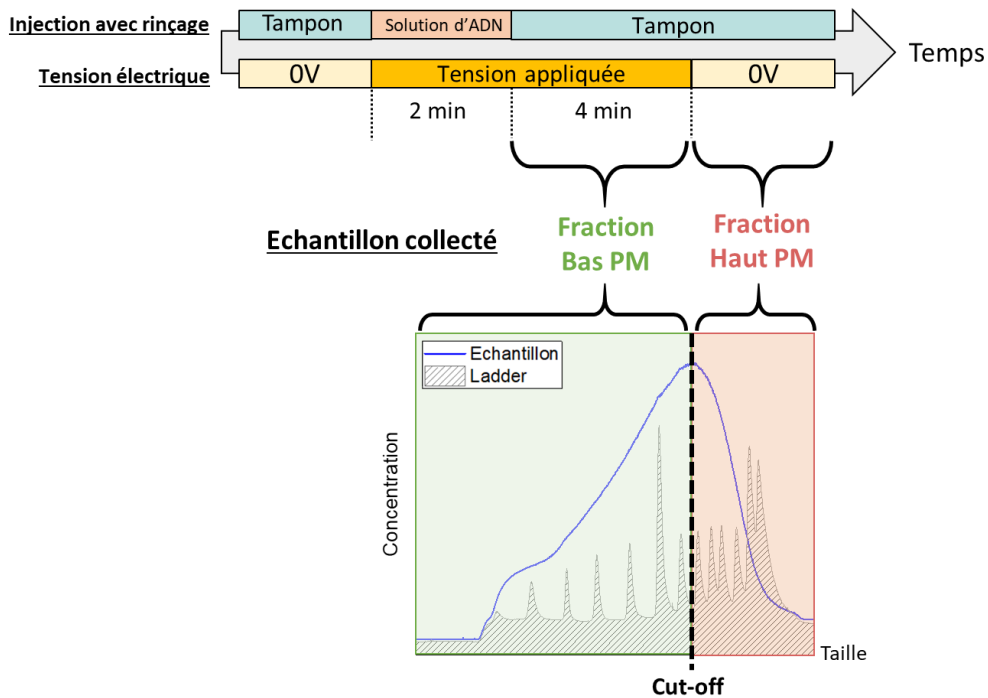 Injection avec rinçage
Tampon
Solution d'ADN
Tampon
Temps
Tension électrique
0V
Tension appliquée
0V
2 min
4 min
Echantillon collecté
Fraction
Bas PM
Fraction
Haut PM
Echantillon
Ladder
Concentration
Taille
Cut-off